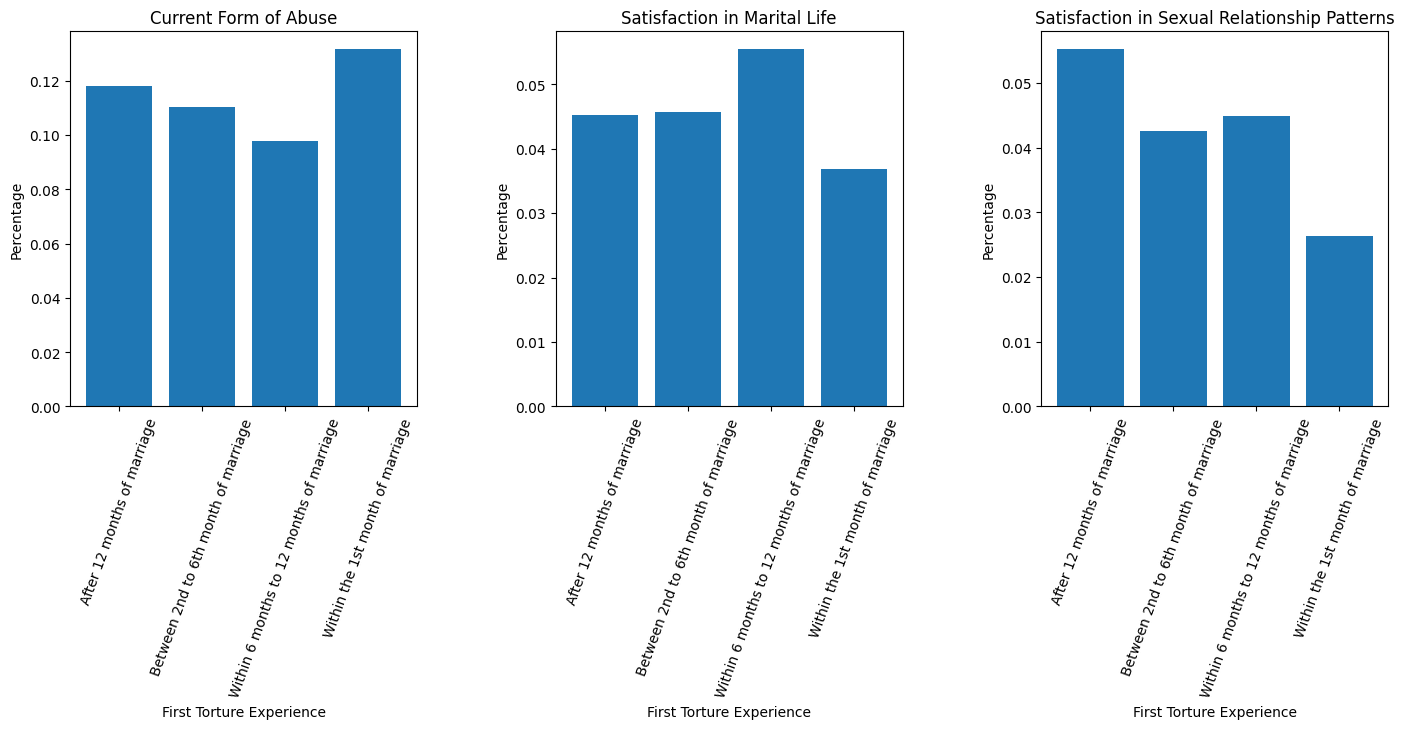 Current Form of Abuse
Percentage
0.12
0.10
0.08
0.06
0.04
0.02
0.00
After 12 months of marriage
Between 2nd to 6th month of marriage
Within 6 months to 12 months of marriage
Within the 1st month of marriage
First Torture Experience
Satisfaction in Marital Life
Percentage
0.05
0.04
0.03
0.02
0.01
0.00
After 12 months of marriage
Between 2nd to 6th month of marriage
Within 6 months to 12 months of marriage
Within the 1st month of marriage
First Torture Experience
Satisfaction in Sexual Relationship Patterns
Percentage
0.05
0.04
0.03
0.02
0.01
0.00
After 12 months of marriage
Between 2nd to 6th month of marriage
Within 6 months to 12 months of marriage
Within the 1st month of marriage
First Torture Experience